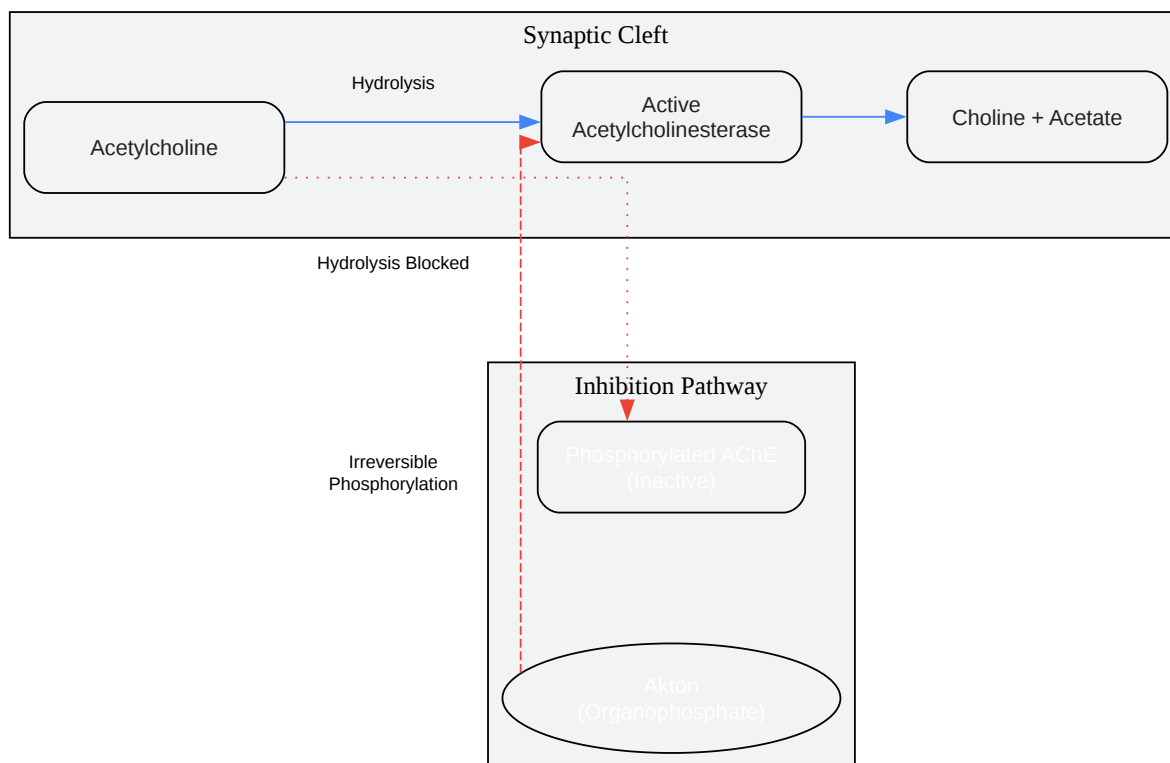 Synaptic Cleft
Hydrolysis
Acetylcholine
Active
Acetylcholinesterase
Choline + Acetate
Hydrolysis Blocked
Inhibition Pathway
Phosphorylated AChE
(Inactive)
Irreversible
Phosphorylation
Akton
(Organophosphate)